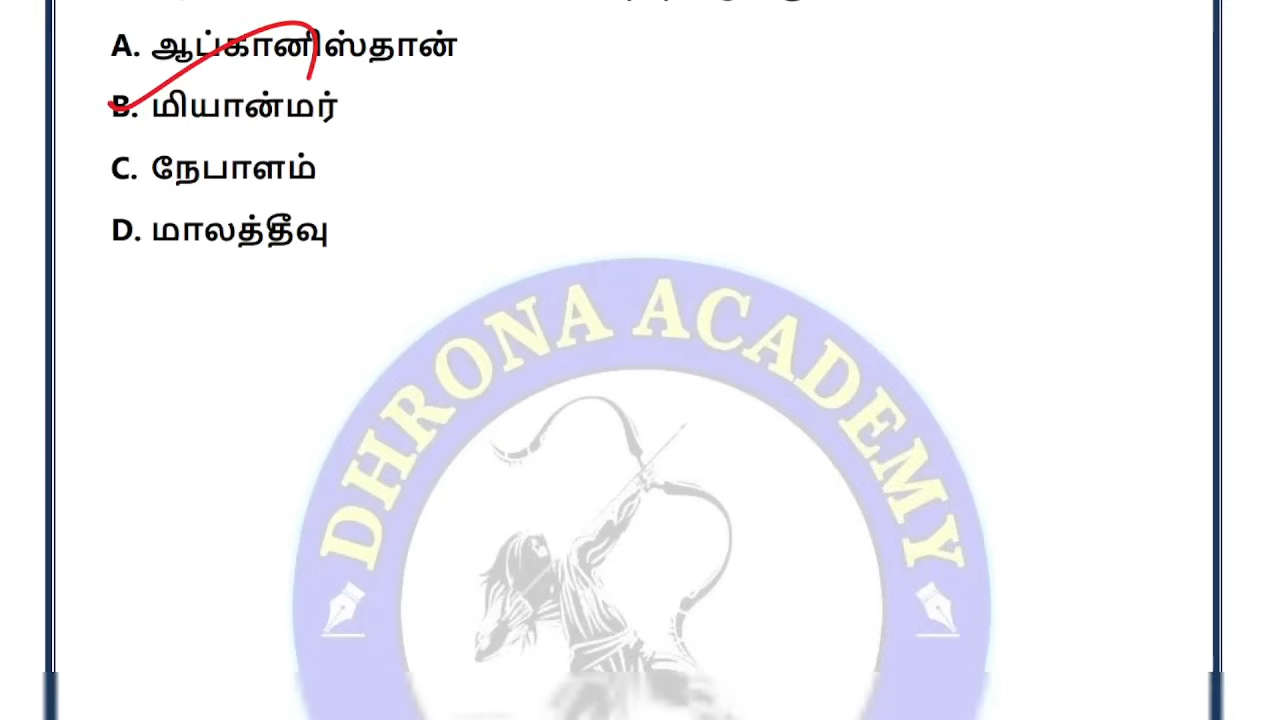 A. ஆப்கானிஸ்தான்
B. மியான்மர்
C. நேபாளம்
D. மாலத்தீவு
DHRONA ACADEMY